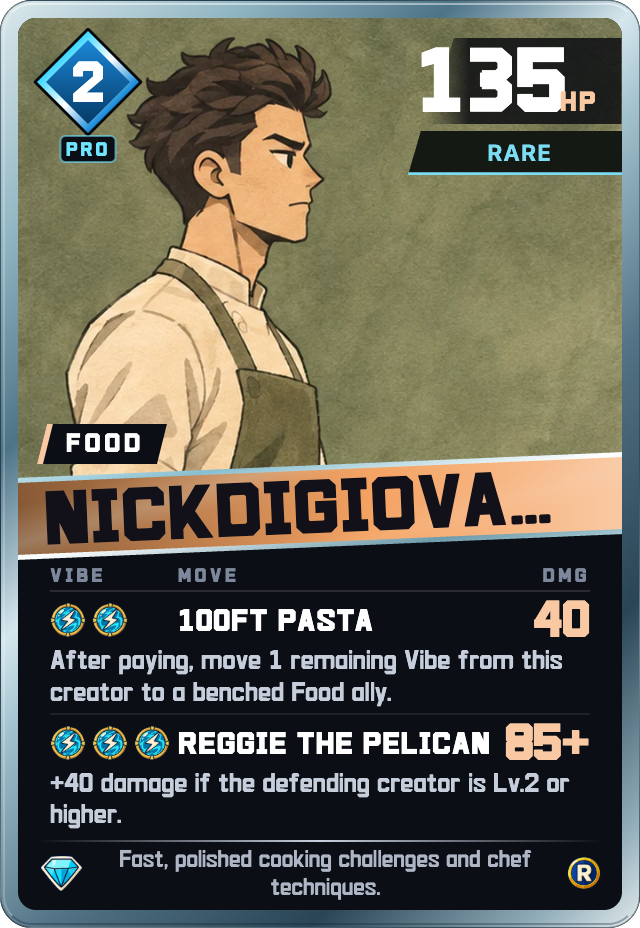 2
PRO
135 HP
RARE
FOOD
NICKDIGIOVA...
VIBE MOVE DMG
100FT PASTA 40
After paying, move 1 remaining Vibe from this
creator to a benched Food ally.
REGGIE THE PELICAN 85+
+40 damage if the defending creator is Lv.2 or
higher.
Fast, polished cooking challenges and chef
techniques.
R